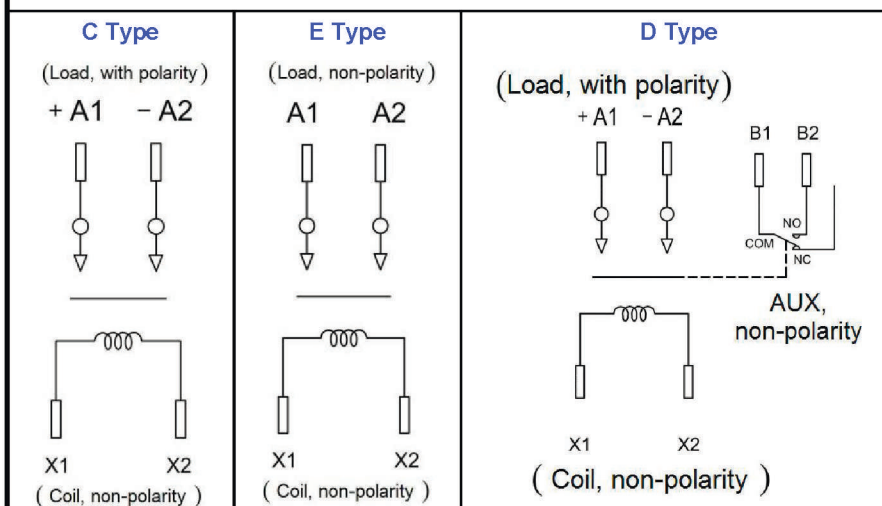 C Type
(Load, with polarity)
+ A1 - A2
X1 X2
(Coil, non-polarity)
E Type
(Load, non-polarity)
A1 A2
X1 X2
(Coil, non-polarity)
D Type
(Load, with polarity)
+ A1 - A2
B1 B2
NO
COM
NC
AUX,
non-polarity
X1 X2
(Coil, non-polarity)